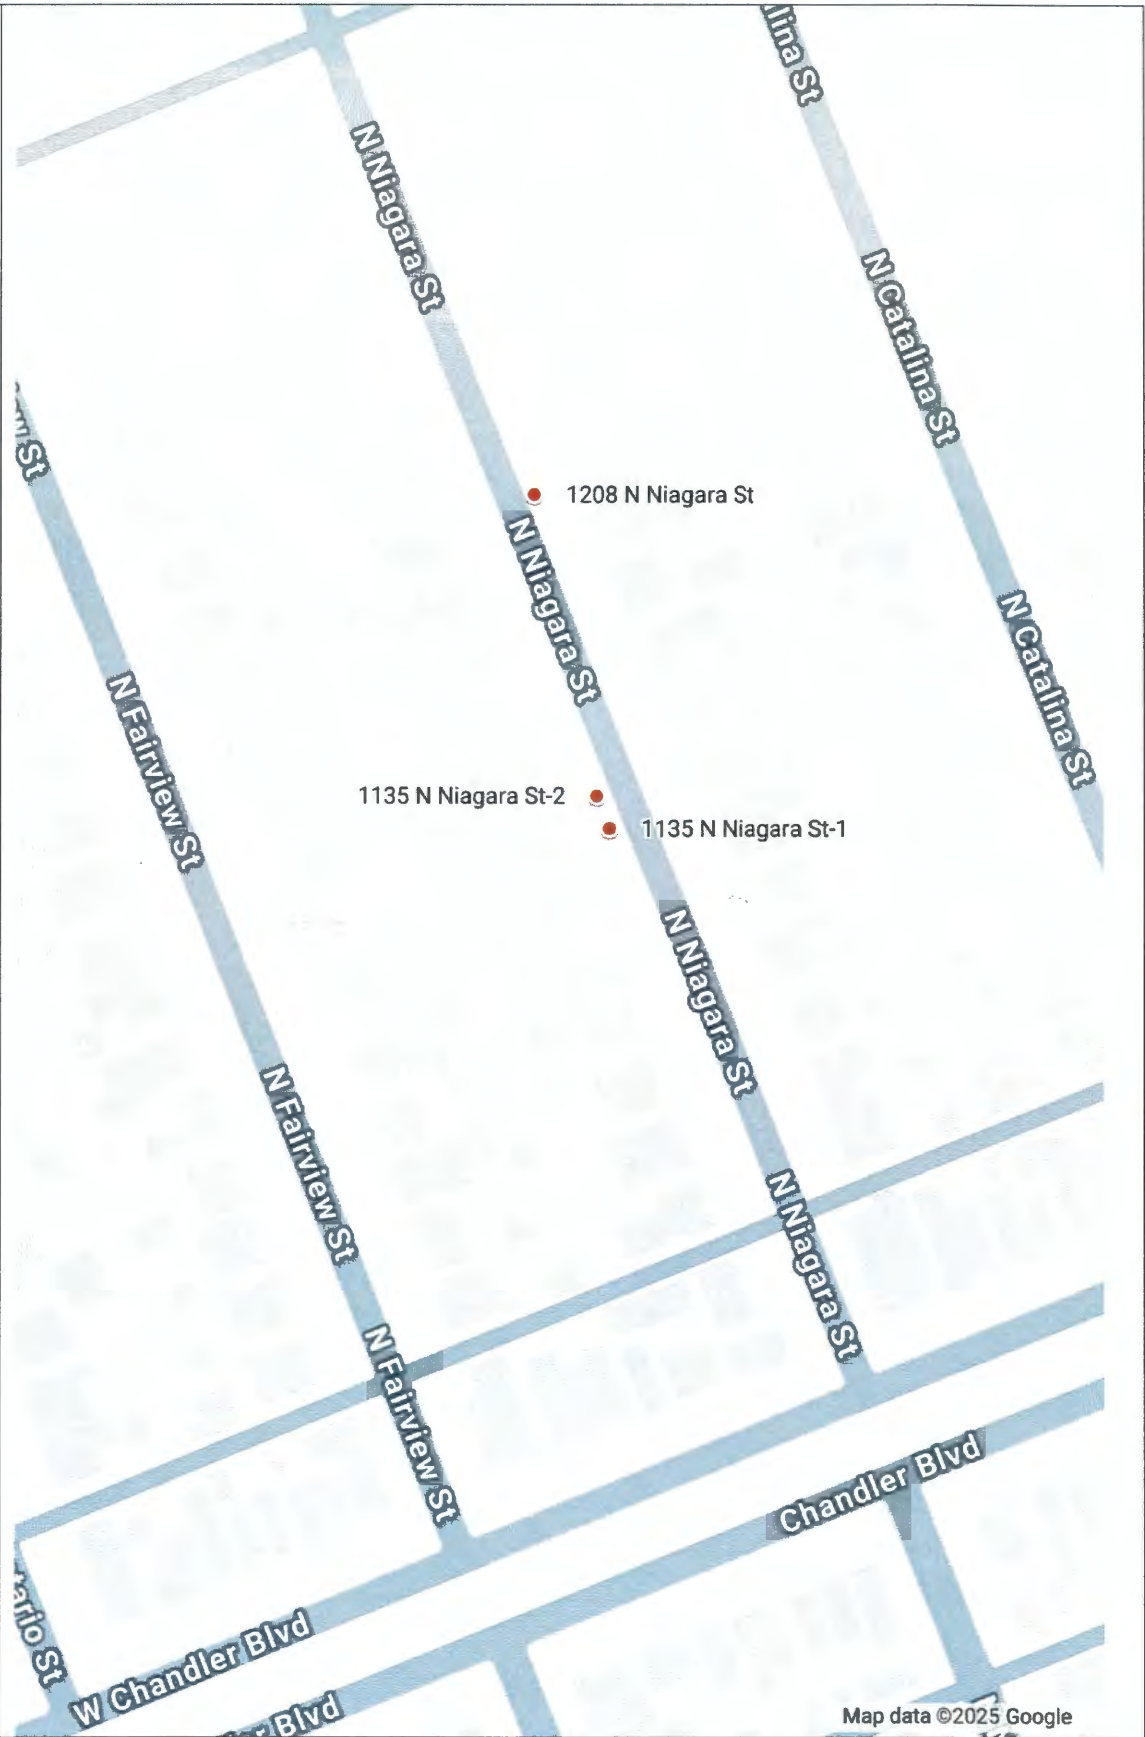 lina St
N Niagara St
N Catalina St
w St
1208 N Niagara St
N Niagara St
N Catalina St
N Fairview St
1135 N Niagara St-2
1135 N Niagara St-1
N Niagara St
N Fairview St
N Niagara St
N Fairview St
Chandler Blvd
tario St
W Chandler Blvd
er Blvd
Map data ©2025 Google